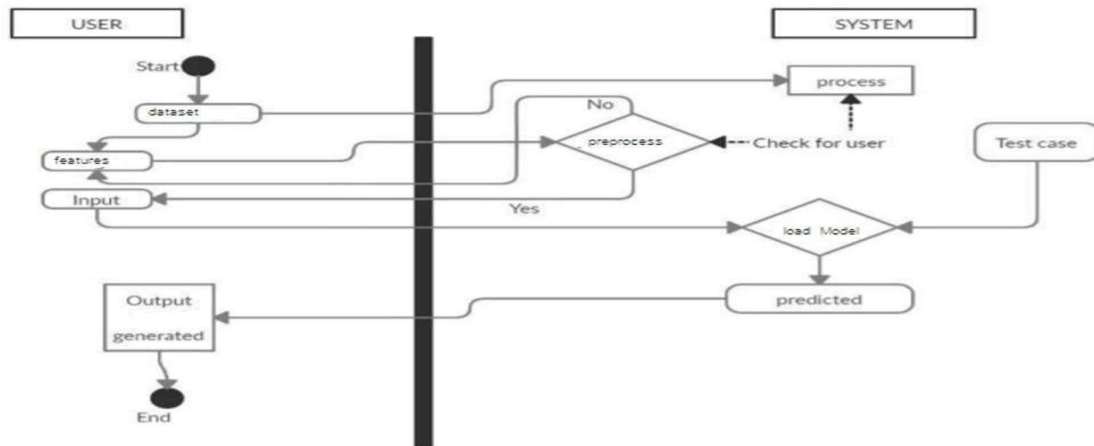 USER
SYSTEM
Start
process
dataset
No
preprocess
Check for user
Test case
features
Input
Yes
load Model
Output
generated
predicted
End